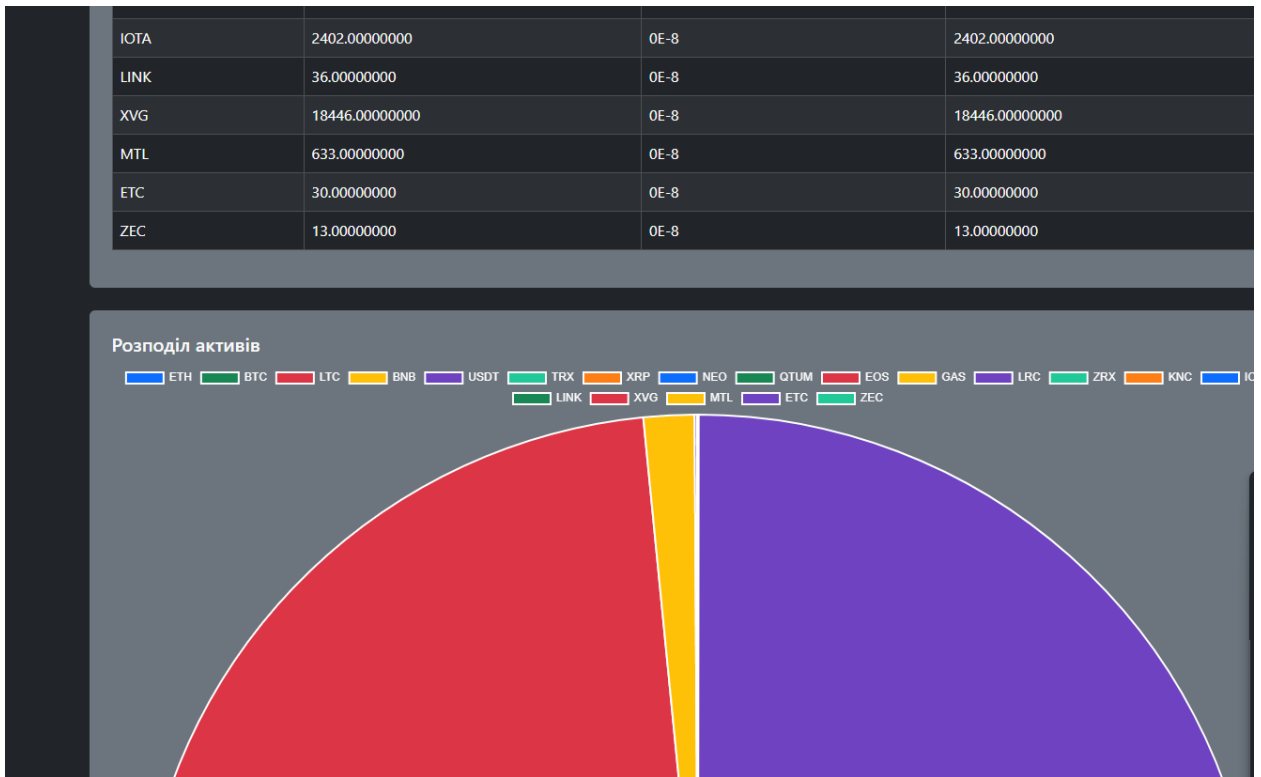 IOTA 2402.00000000 0E-8 2402.00000000
LINK 36.00000000 0E-8 36.00000000
XVG 18446.00000000 0E-8 18446.00000000
MTL 633.00000000 0E-8 633.00000000
ETC 30.00000000 0E-8 30.00000000
ZEC 13.00000000 0E-8 13.00000000
Розподіл активів
ETH BTC LTC BNB USDT TRX XRP NEO QTUM EOS GAS LRC ZRX KNC
LINK XVG MTL ETC ZEC